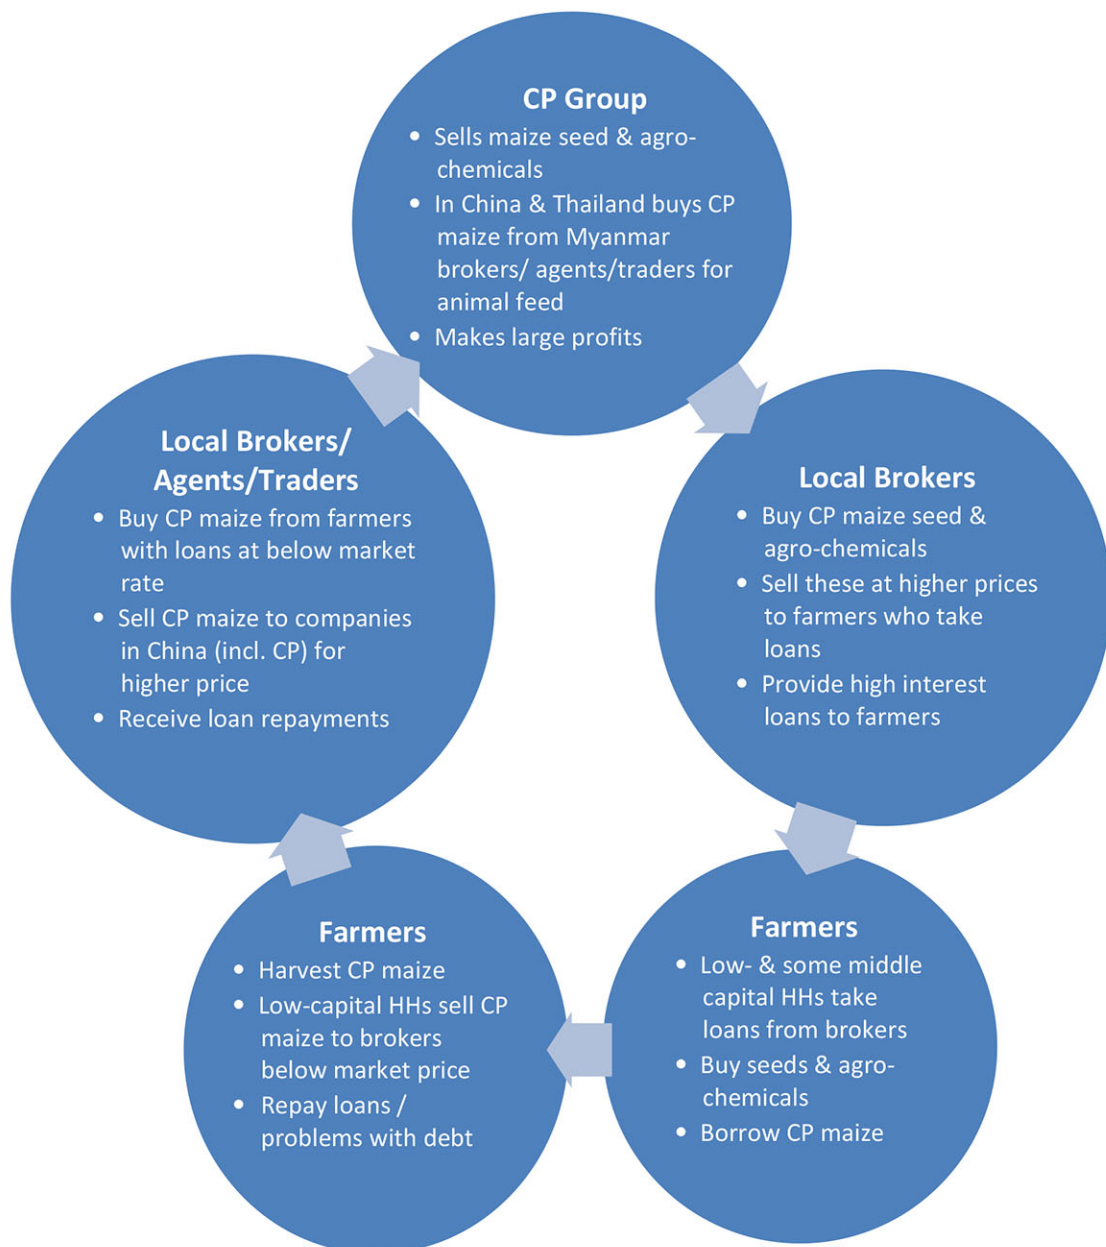 CP Group
• Sells maize seed & agro-
chemicals
• In China & Thailand buys CP
maize from Myanmar
brokers/ agents/traders for
animal feed
• Makes large profits
Local Brokers
• Buy CP maize seed &
agro-chemicals
• Sell these at higher prices
to farmers who take
loans
• Provide high interest
loans to farmers
Farmers
• Low- & some middle
capital HHs take
loans from brokers
• Buy seeds & agro-
chemicals
• Borrow CP maize
Farmers
• Harvest CP maize
• Low-capital HHs sell CP
maize to brokers
below market price
• Repay loans /
problems with debt
Local Brokers/
Agents/Traders
• Buy CP maize from farmers
with loans at below market
rate
• Sell CP maize to companies
in China (incl. CP) for
higher price
• Receive loan repayments